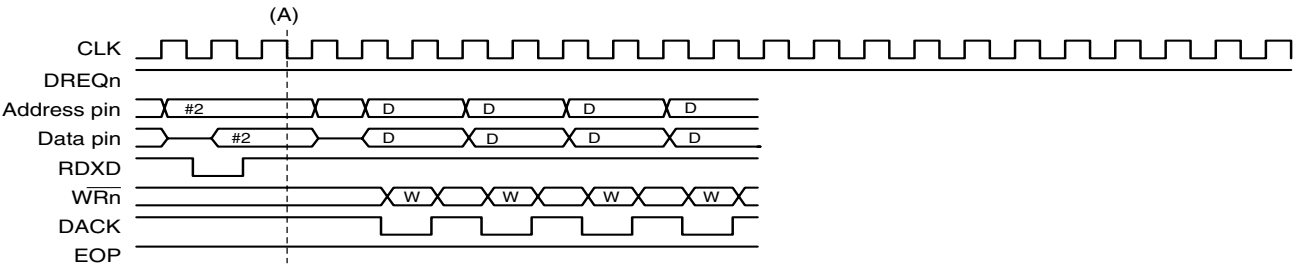 (A)
CLK
DREQn
Address pin #2 D D D D
Data pin #2 D D D D
RDXD
WRn W W W W
DACK
EOP